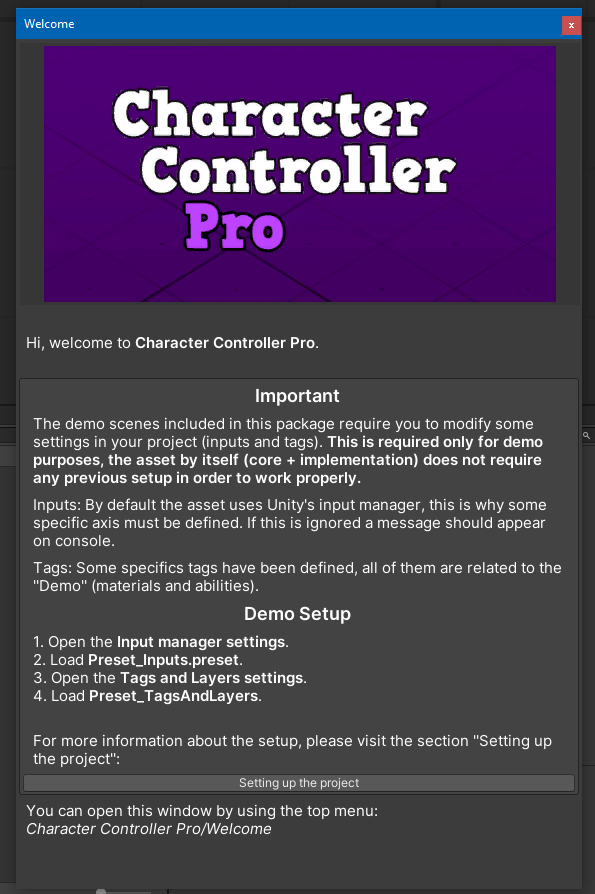 Welcome
x
Character
Controller
Pro
Hi, welcome to Character Controller Pro.
Important
The demo scenes included in this package require you to modify some
settings in your project (inputs and tags). This is required only for demo
purposes, the asset by itself (core + implementation) does not require
any previous setup in order to work properly.
Inputs: By default the asset uses Unity's input manager, this is why some
specific axis must be defined. If this is ignored a message should appear
on console.
Tags: Some specifics tags have been defined, all of them are related to the
"Demo" (materials and abilities).
Demo Setup
1. Open the Input manager settings.
2. Load Preset_Inputs.preset.
3. Open the Tags and Layers settings.
4. Load Preset_TagsAndLayers.
For more information about the setup, please visit the section "Setting up
the project":
Setting up the project
You can open this window by using the top menu:
Character Controller Pro/Welcome